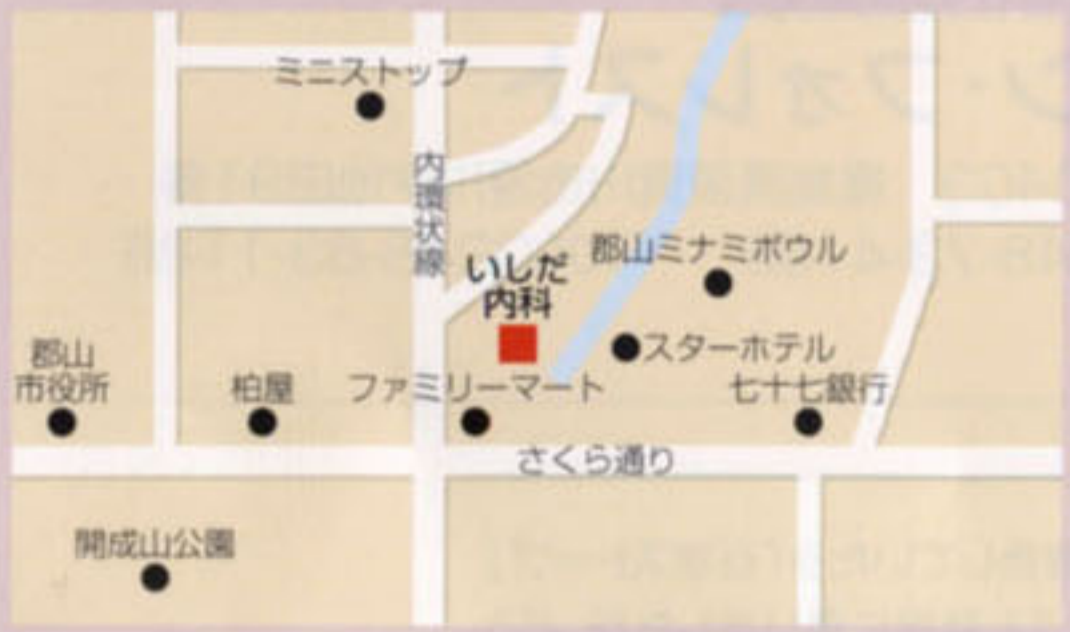 ミニストップ
内環状線
郡山ミナミボウル
いしだ
内科
スターホテル
郡山
市役所
柏屋
ファミリーマート
七十七銀行
さくら通り
開成山公園